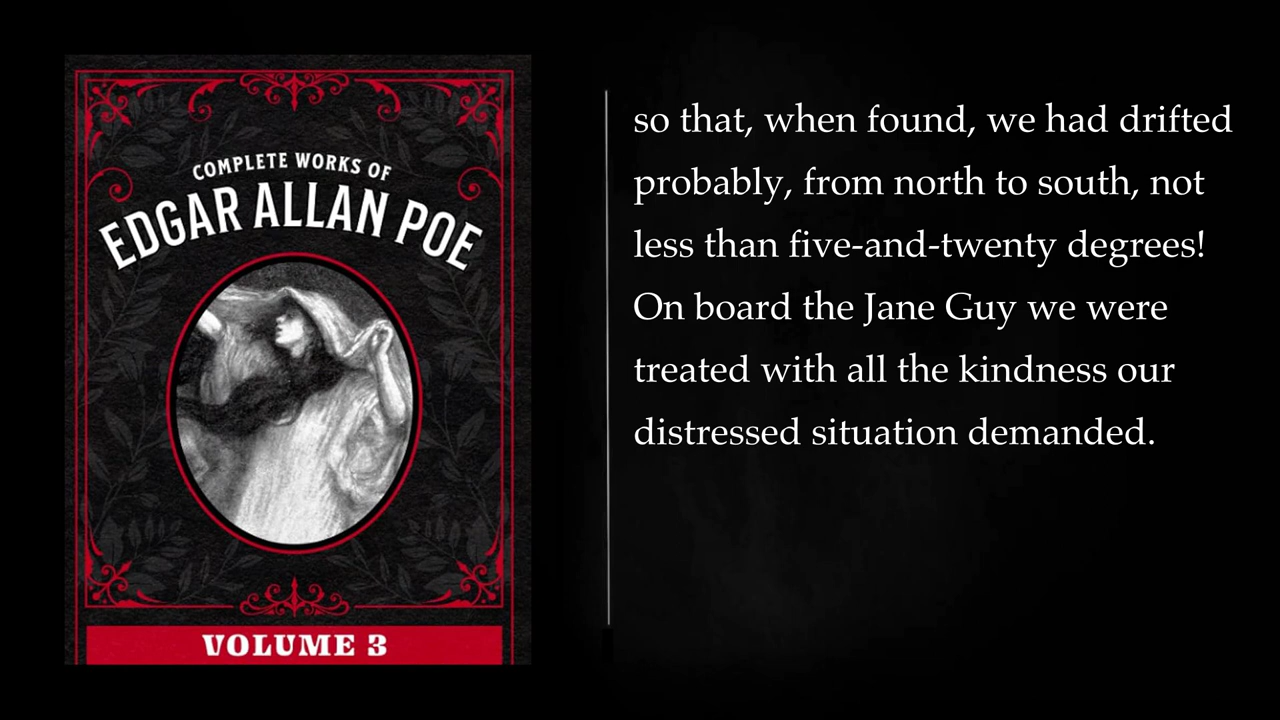 COMPLETE WORKS OF
EDGAR ALLAN POE
VOLUME 3
so that, when found, we had drifted
probably, from north to south, not
less than five-and-twenty degrees!
On board the Jane Guy we were
treated with all the kindness our
distressed situation demanded.